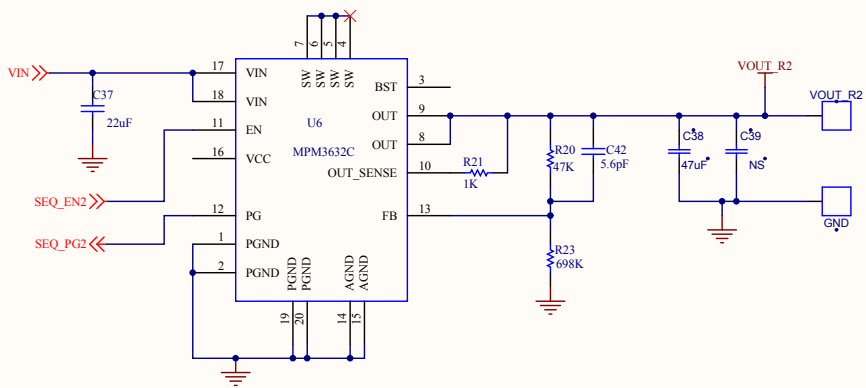 VOUT_R2
VIN
C37
22uF
7
6
5
4
SW
SW
SW
SW
17
VIN
18
VIN
11
EN
16
VCC
12
PG
1
PGND
2
PGND
U6
MPM3632C
BST
3
OUT
9
OUT
8
OUT_SENSE
10
FB
13
PGND
PGND
AGND
AGND
19
20
14
15
SEQ_EN2
SEQ_PG2
R21
1K
R20
47K
C42
5.6pF
R23
698K
C38
47uF
C39
NS
VOUT_R2
GND